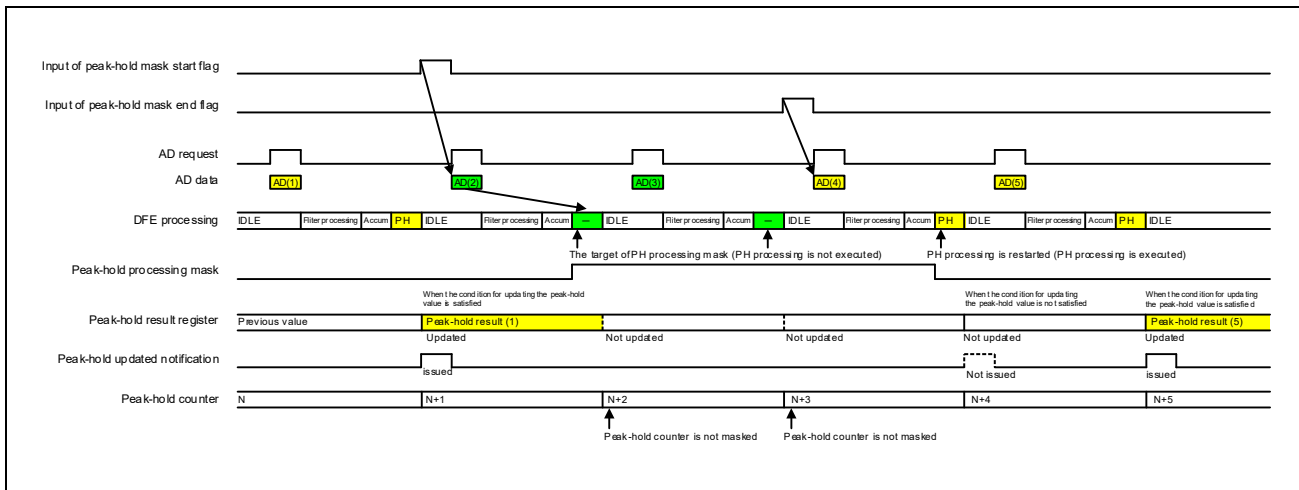 Input of peak-hold mask start flag
Input of peak-hold mask end flag
AD request
AD data
AD(1) AD(2) AD(3) AD(4) AD(5)
DFE processing
IDLE Filter processing Accum PH IDLE Filter processing Accum — IDLE Filter processing Accum — IDLE Filter processing Accum PH IDLE Filter processing Accum PH IDLE
The target of PH processing mask (PH processing is not executed) PH processing is restarted (PH processing is executed)
Peak-hold processing mask
When the condition for updating the peak-hold
value is satisfied
When the condition for updating
the peak-hold value is not satisfied
When the condition for updating
the peak-hold value is satisfied
Peak-hold result register
Previous value Peak-hold result (1) Peak-hold result (5)
Updated Not updated Not updated Not updated Updated
Peak-hold updated notification
issued Not issued issued
Peak-hold counter
N N+1 N+2 N+3 N+4 N+5
Peak-hold counter is not masked Peak-hold counter is not masked